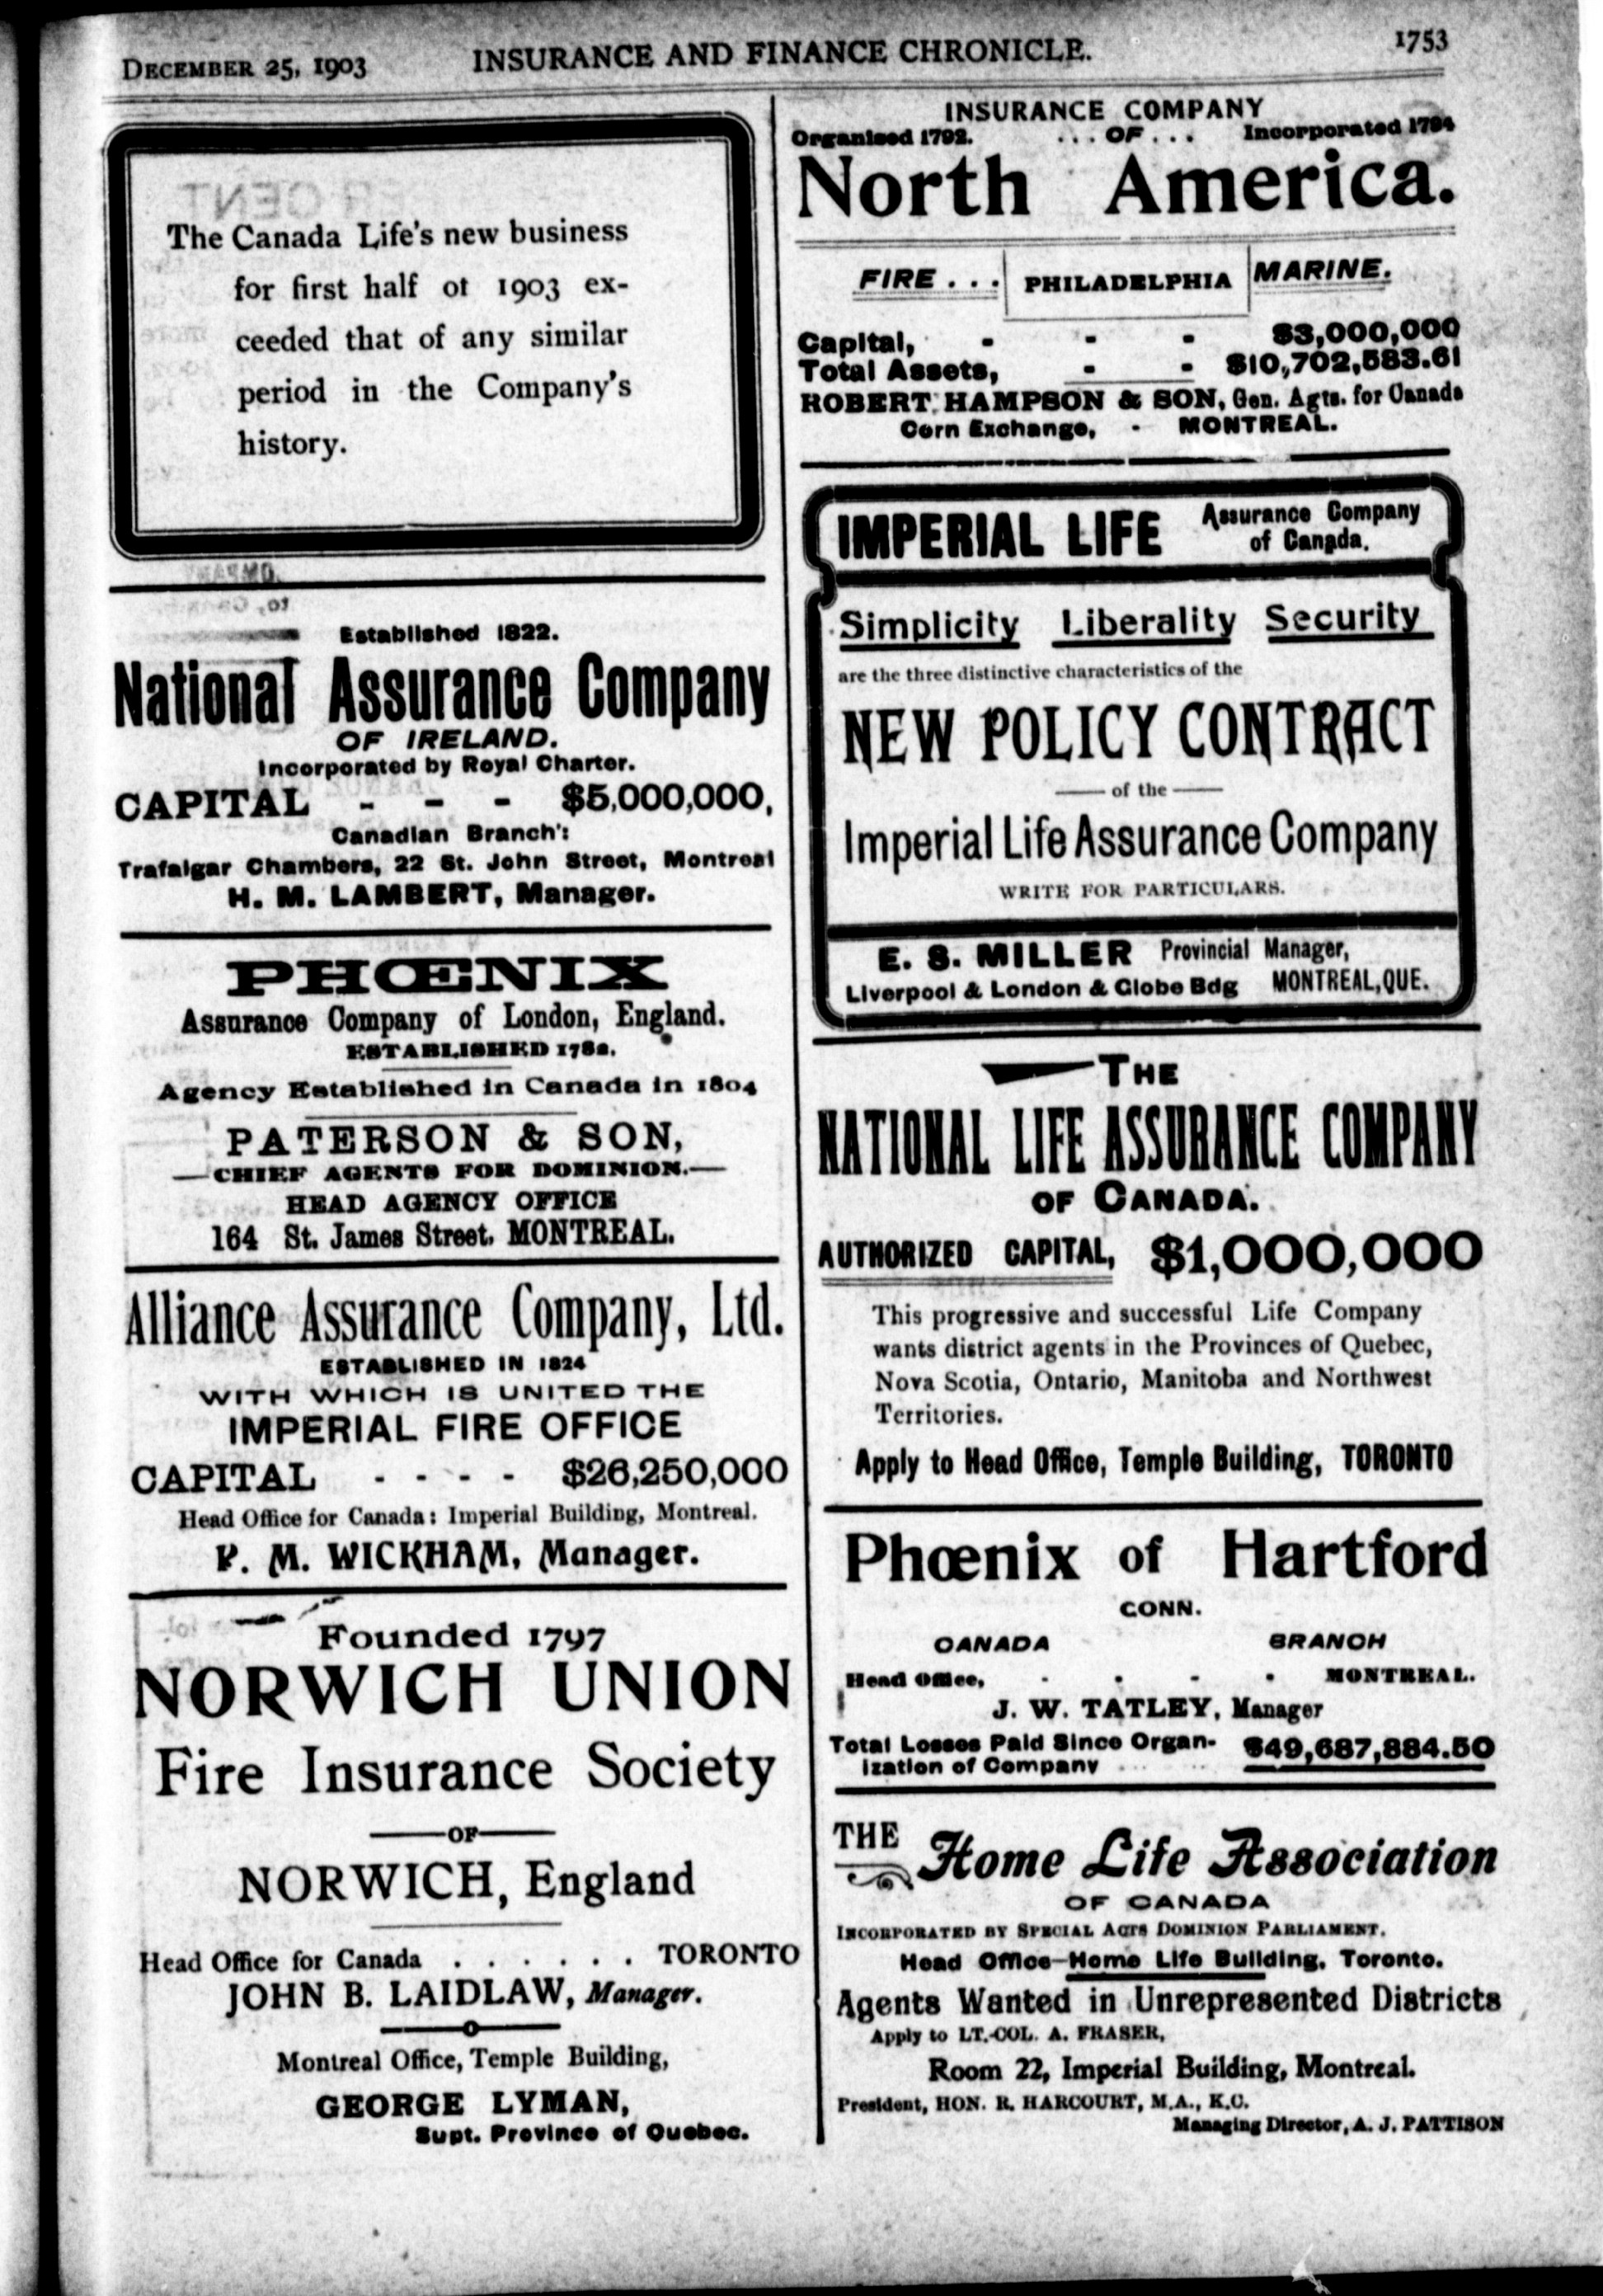 DECEMBER 25, 1903 INSURANCE AND FINANCE CHRONICLE. 1753
The Canada Life's new business
for first half of 1903 ex-
ceeded that of any similar
period in the Company's
history.
Established 1822.
National Assurance Company
OF IRELAND.
Incorporated by Royal Charter.
CAPITAL - - - $5,000,000,
Canadian Branch:
Trafalgar Chambers, 22 St. John Street, Montreal
H. M. LAMBERT, Manager.
PHŒNIX
Assurance Company of London, England.
ESTABLISHED 1782.
Agency Established in Canada in 1804
PATERSON & SON,
—CHIEF AGENTS FOR DOMINION.—
HEAD AGENCY OFFICE
164 St. James Street, MONTREAL.
Alliance Assurance Company, Ltd.
ESTABLISHED IN 1824
WITH WHICH IS UNITED THE
IMPERIAL FIRE OFFICE
CAPITAL - - - - $26,250,000
Head Office for Canada: Imperial Building, Montreal.
P. M. WICKHAM, Manager.
Founded 1797
NORWICH UNION
Fire Insurance Society
—OF—
NORWICH, England
Head Office for Canada . . . . . . TORONTO
JOHN B. LAIDLAW, Manager.
Montreal Office, Temple Building,
GEORGE LYMAN,
Supt. Province of Quebec.
INSURANCE COMPANY
Organised 1792. ... OF ... Incorporated 1794
North America.
FIRE . . . PHILADELPHIA MARINE.
Capital, - - - $3,000,000
Total Assets, - - $10,702,583.61
ROBERT HAMPSON & SON, Gen. Agts. for Canada
Corn Exchange, - MONTREAL.
IMPERIAL LIFE Assurance Company
of Canada.
Simplicity Liberality Security
are the three distinctive characteristics of the
NEW POLICY CONTRACT
— of the —
Imperial Life Assurance Company
WRITE FOR PARTICULARS.
E. S. MILLER Provincial Manager,
Liverpool & London & Globe Bdg MONTREAL, QUE.
THE
NATIONAL LIFE ASSURANCE COMPANY
OF CANADA.
AUTHORIZED CAPITAL, $1,000,000
This progressive and successful Life Company
wants district agents in the Provinces of Quebec,
Nova Scotia, Ontario, Manitoba and Northwest
Territories.
Apply to Head Office, Temple Building, TORONTO
Phœnix of Hartford
CONN.
CANADA BRANCH
Head Office, - - - - MONTREAL.
J. W. TATLEY, Manager
Total Losses Paid Since Organ- $49,687,884.50
ization of Company
THE Home Life Association
OF CANADA
INCORPORATED BY SPECIAL ACTS DOMINION PARLIAMENT.
Head Office—Home Life Building, Toronto.
Agents Wanted in Unrepresented Districts
Apply to LT.-COL. A. FRASER,
Room 22, Imperial Building, Montreal.
President, HON. R. HARCOURT, M.A., K.C.
Managing Director, A. J. PATTISON